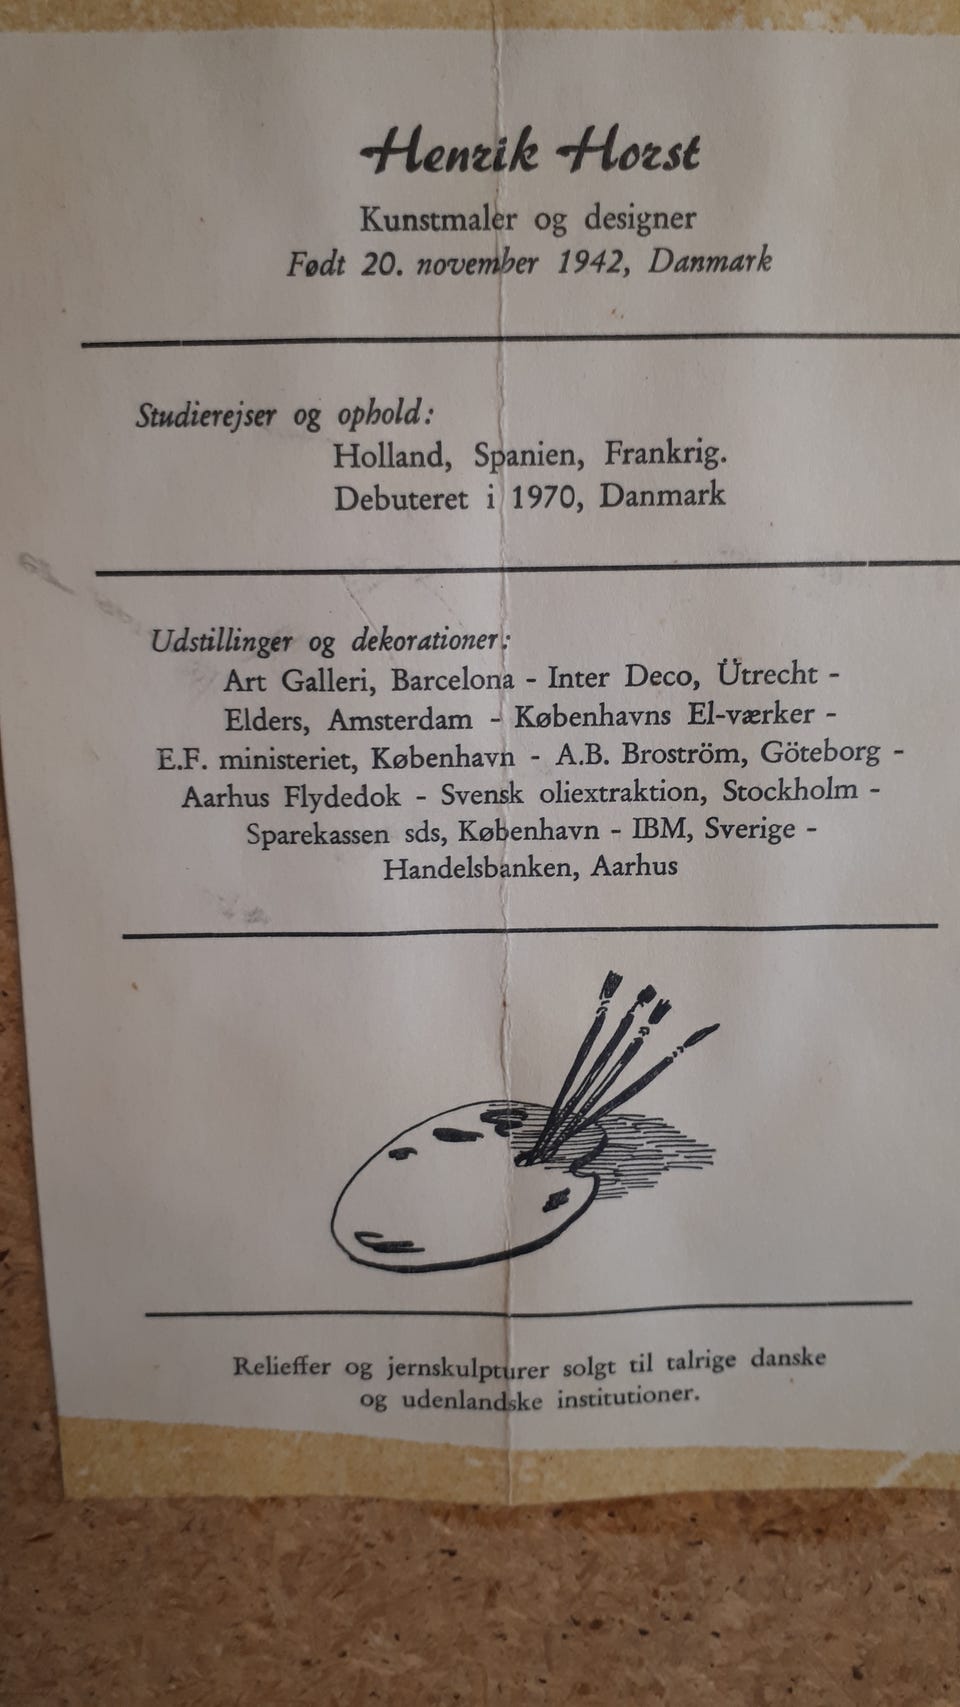 Henrik Horst
Kunstmaler og designer
Født 20. november 1942, Danmark
Studierejser og ophold:
Holland, Spanien, Frankrig.
Debuteret i 1970, Danmark
Udstillinger og dekorationer:
Art Galleri, Barcelona - Inter Deco, Ütrecht -
Elders, Amsterdam - Københavns El-værker -
E.F. ministeriet, København - A.B. Broström, Göteborg -
Aarhus Flydedok - Svensk oliextraktion, Stockholm -
Sparekassen sds, København - IBM, Sverige -
Handelsbanken, Aarhus
Relieffer og jernskulpturer solgt til talrige danske
og udenlandske institutioner.